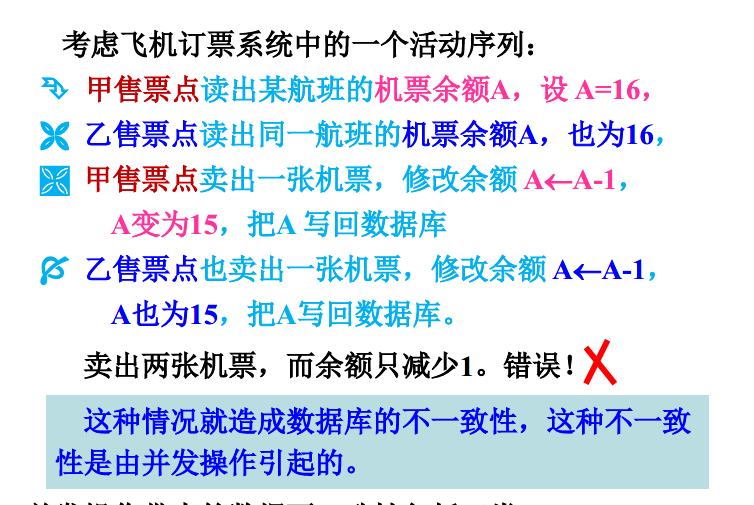 考虑飞机订票系统中的一个活动序列：
甲售票点读出某航班的机票余额A，设 A=16，
乙售票点读出同一航班的机票余额A，也为16，
甲售票点卖出一张机票，修改余额 A←A-1，
A变为15，把A 写回数据库
乙售票点也卖出一张机票，修改余额 A←A-1，
A也为15，把A写回数据库。
卖出两张机票，而余额只减少1。错误！
这种情况就造成数据库的不一致性，这种不一致
性是由并发操作引起的。